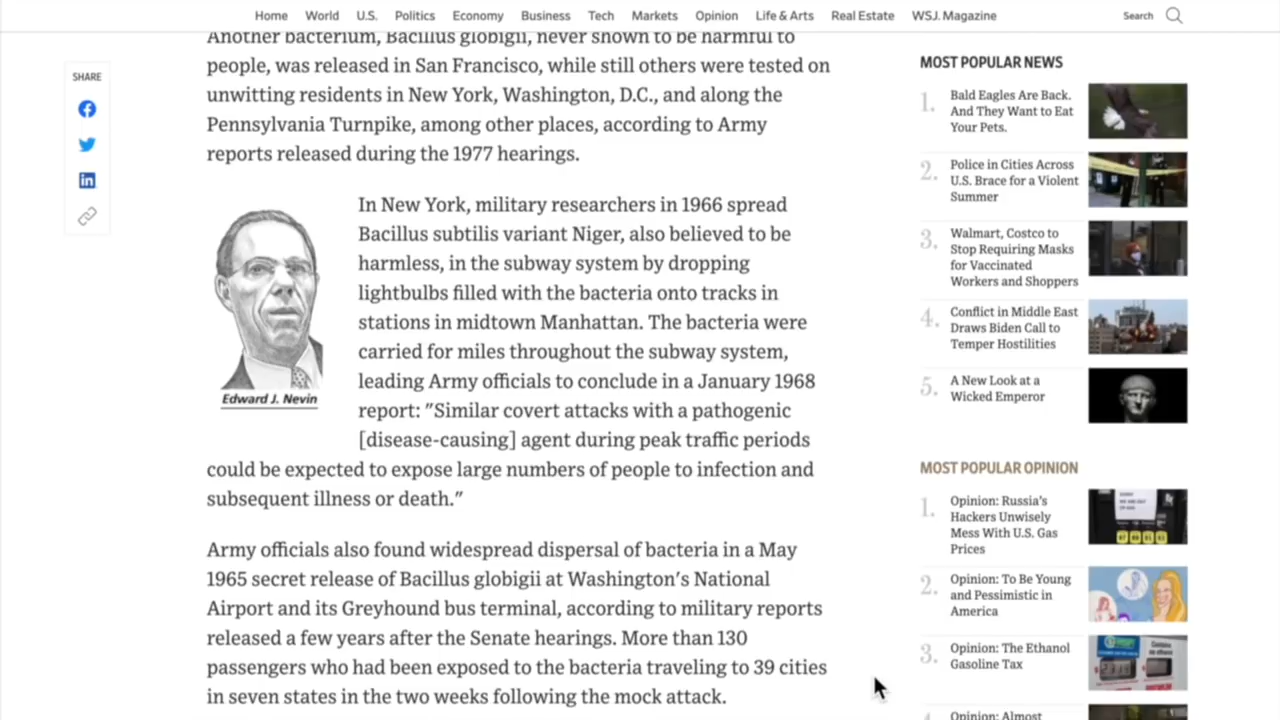 Home World U.S. Politics Economy Business Tech Markets Opinion Life & Arts Real Estate WSJ. Magazine Search
SHARE
Another bacterium, Bacillus globigii, never shown to be harmful to
people, was released in San Francisco, while still others were tested on
unwitting residents in New York, Washington, D.C., and along the
Pennsylvania Turnpike, among other places, according to Army
reports released during the 1977 hearings.
In New York, military researchers in 1966 spread
Bacillus subtilis variant Niger, also believed to be
harmless, in the subway system by dropping
lightbulbs filled with the bacteria onto tracks in
stations in midtown Manhattan. The bacteria were
carried for miles throughout the subway system,
leading Army officials to conclude in a January 1968
report: "Similar covert attacks with a pathogenic
[disease-causing] agent during peak traffic periods
could be expected to expose large numbers of people to infection and
subsequent illness or death."
Edward J. Nevin
Army officials also found widespread dispersal of bacteria in a May
1965 secret release of Bacillus globigii at Washington's National
Airport and its Greyhound bus terminal, according to military reports
released a few years after the Senate hearings. More than 130
passengers who had been exposed to the bacteria traveling to 39 cities
in seven states in the two weeks following the mock attack.
MOST POPULAR NEWS
1.
Bald Eagles Are Back.
And They Want to Eat
Your Pets.
2.
Police in Cities Across
U.S. Brace for a Violent
Summer
3.
Walmart, Costco to
Stop Requiring Masks
for Vaccinated
Workers and Shoppers
4.
Conflict in Middle East
Draws Biden Call to
Temper Hostilities
5.
A New Look at a
Wicked Emperor
MOST POPULAR OPINION
1.
Opinion: Russia's
Hackers Unwisely
Mess With U.S. Gas
Prices
2.
Opinion: To Be Young
and Pessimistic in
America
3.
Opinion: The Ethanol
Gasoline Tax
Opinion: Almost